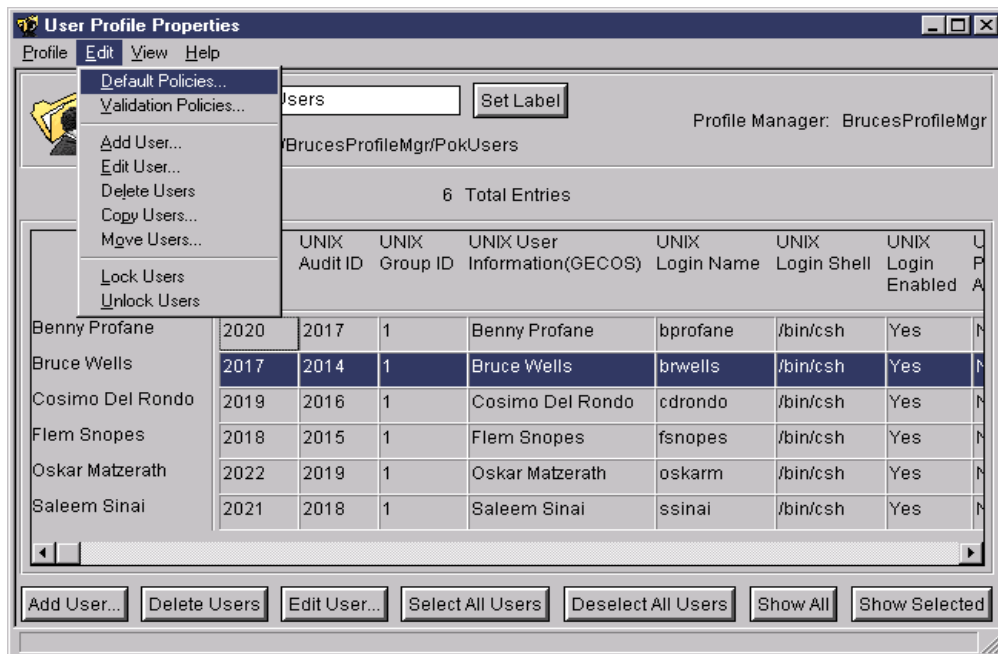 User Profile Properties
Profile Edit View Help
Default Policies...
Validation Policies...
Add User...
Edit User...
Delete Users
Copy Users...
Move Users...
Lock Users
Unlock Users
Users Set Label
Profile Manager: BrucesProfileMgr
/BrucesProfileMgr/PokUsers
6 Total Entries
UNIX Audit ID UNIX Group ID UNIX User Information(GECOS) UNIX Login Name UNIX Login Shell UNIX Login Enabled
Benny Profane 2020 2017 1 Benny Profane bprofane /bin/csh Yes
Bruce Wells 2017 2014 1 Bruce Wells brwells /bin/csh Yes
Cosimo Del Rondo 2019 2016 1 Cosimo Del Rondo cdrondo /bin/csh Yes
Flem Snopes 2018 2015 1 Flem Snopes fsnopes /bin/csh Yes
Oskar Matzerath 2022 2019 1 Oskar Matzerath oskarm /bin/csh Yes
Saleem Sinai 2021 2018 1 Saleem Sinai ssinai /bin/csh Yes
Add User... Delete Users Edit User... Select All Users Deselect All Users Show All Show Selected